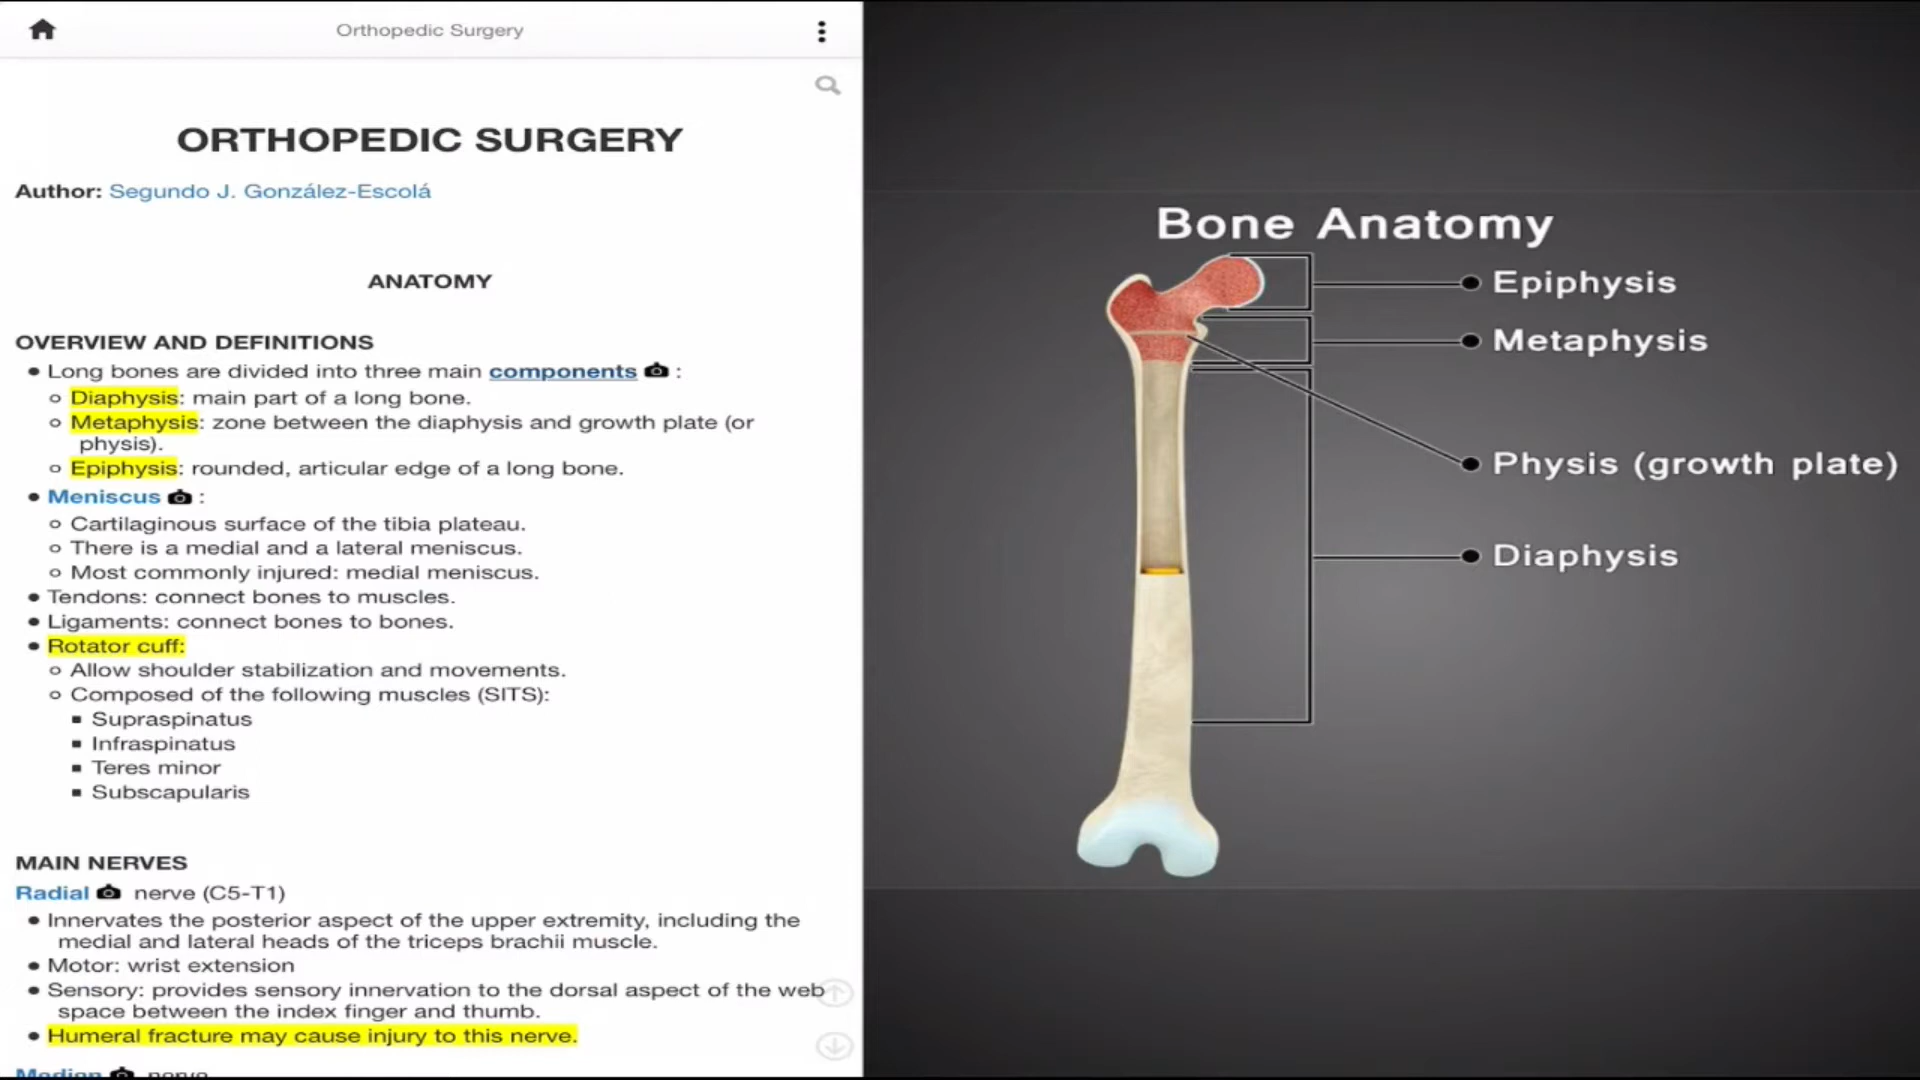 Orthopedic Surgery
ORTHOPEDIC SURGERY
Author: Segundo J. González-Escolá
ANATOMY
OVERVIEW AND DEFINITIONS
• Long bones are divided into three main components :
○ Diaphysis: main part of a long bone.
○ Metaphysis: zone between the diaphysis and growth plate (or
physis).
○ Epiphysis: rounded, articular edge of a long bone.
• Meniscus :
○ Cartilaginous surface of the tibia plateau.
○ There is a medial and a lateral meniscus.
○ Most commonly injured: medial meniscus.
• Tendons: connect bones to muscles.
• Ligaments: connect bones to bones.
• Rotator cuff:
○ Allow shoulder stabilization and movements.
○ Composed of the following muscles (SITS):
▪ Supraspinatus
▪ Infraspinatus
▪ Teres minor
▪ Subscapularis
MAIN NERVES
Radial nerve (C5-T1)
• Innervates the posterior aspect of the upper extremity, including the
medial and lateral heads of the triceps brachii muscle.
• Motor: wrist extension
• Sensory: provides sensory innervation to the dorsal aspect of the web
space between the index finger and thumb.
• Humeral fracture may cause injury to this nerve.
Median nerve
Bone Anatomy
Epiphysis
Metaphysis
Physis (growth plate)
Diaphysis